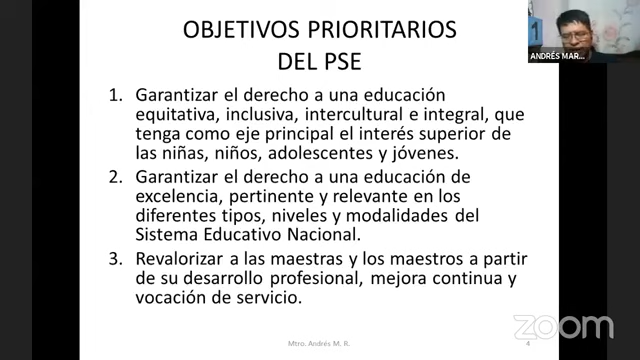 OBJETIVOS PRIORITARIOS
DEL PSE
1
ANDRÉS MAR...
1. Garantizar el derecho a una educación
equitativa, inclusiva, intercultural e integral, que
tenga como eje principal el interés superior de
las niñas, niños, adolescentes y jóvenes.
2. Garantizar el derecho a una educación de
excelencia, pertinente y relevante en los
diferentes tipos, niveles y modalidades del
Sistema Educativo Nacional.
3. Revalorizar a las maestras y los maestros a partir
de su desarrollo profesional, mejora continua y
vocación de servicio.
Mtro. Andrés M. R.
4
zoom